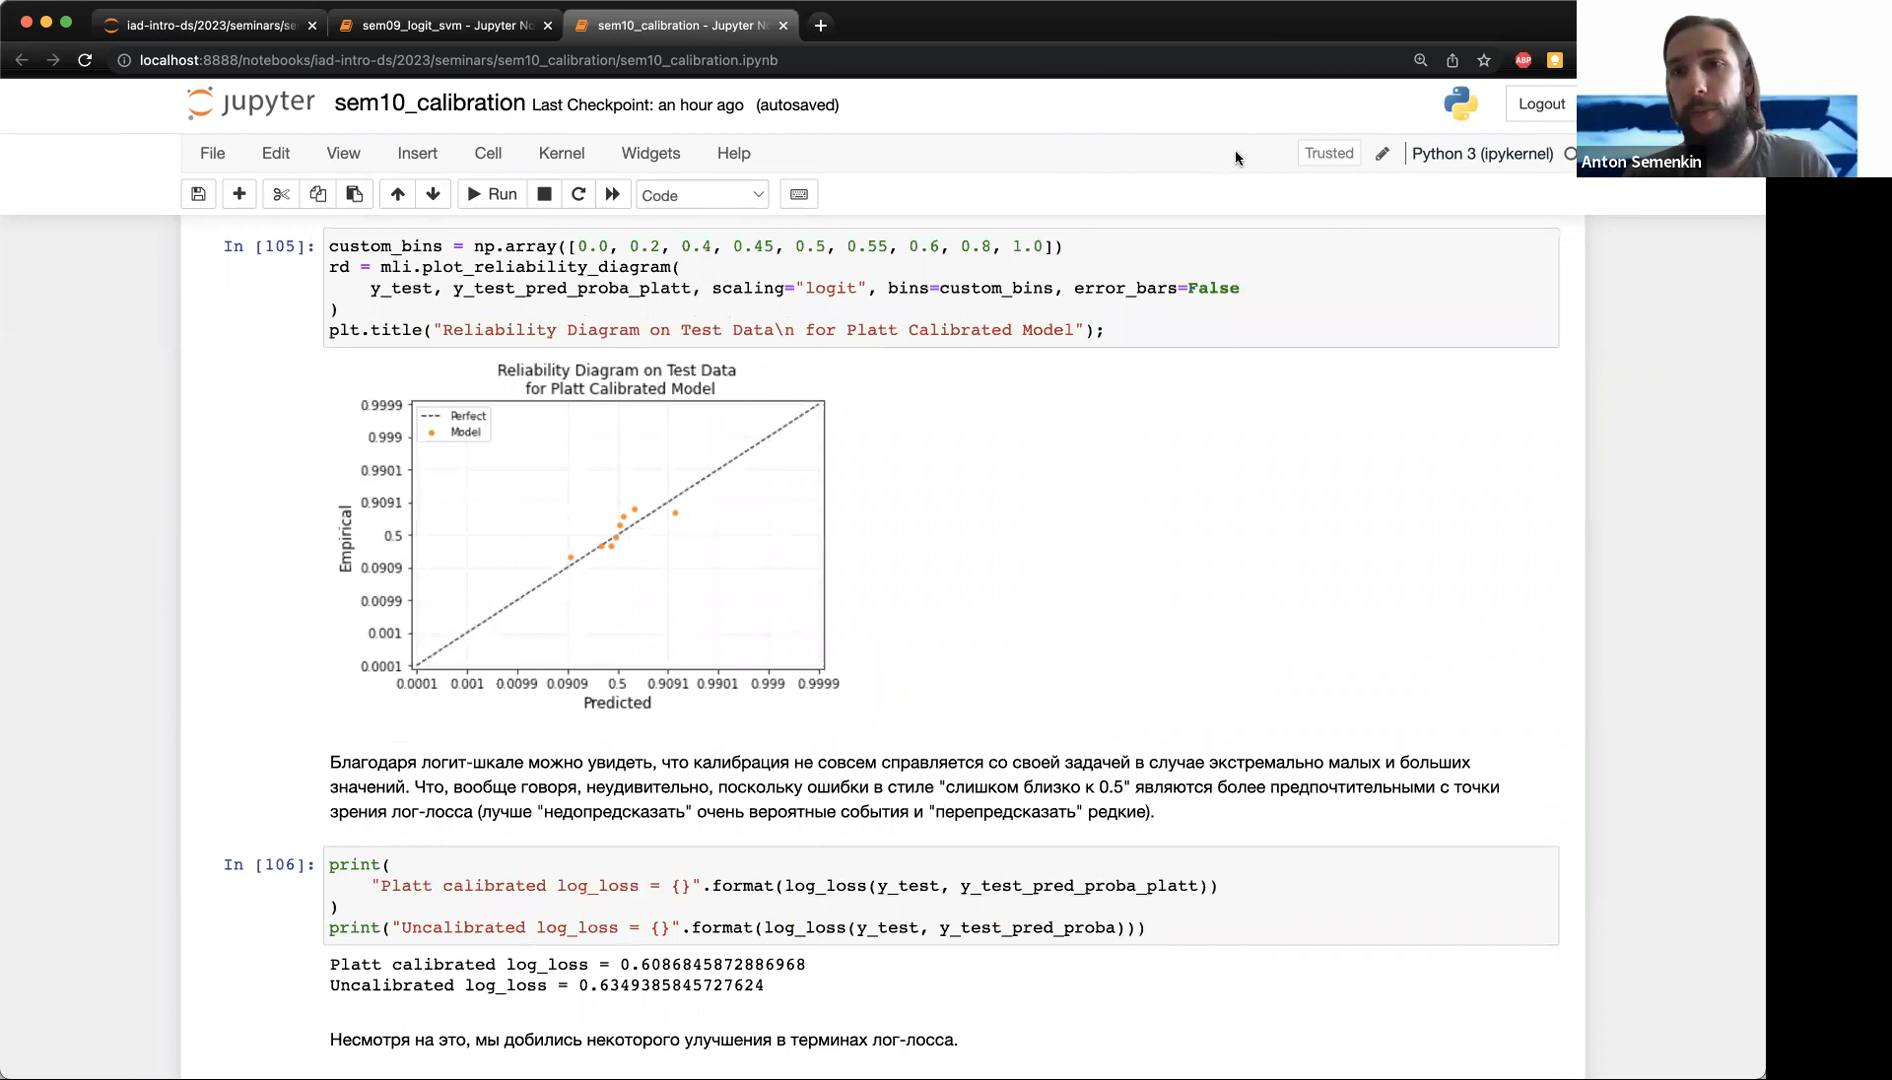 iad-intro-ds/2023/seminars/se
sem09_logit_svm - Jupyter No
sem10_calibration - Jupyter No
localhost:8888/notebooks/iad-intro-ds/2023/seminars/sem10_calibration/sem10_calibration.ipynb
ABP
jupyter sem10_calibration Last Checkpoint: an hour ago (autosaved)
Logout
File Edit View Insert Cell Kernel Widgets Help
Trusted
Python 3 (ipykernel)
Anton Semenkin
Run
Code
In [105]:
custom_bins = np.array([0.0, 0.2, 0.4, 0.45, 0.5, 0.55, 0.6, 0.8, 1.0])
rd = mli.plot_reliability_diagram(
y_test, y_test_pred_proba_platt, scaling="logit", bins=custom_bins, error_bars=False
)
plt.title("Reliability Diagram on Test Data\n for Platt Calibrated Model");
Reliability Diagram on Test Data
for Platt Calibrated Model
Perfect
Model
0.9999
0.999
0.9901
0.9091
0.5
0.0909
0.0099
0.001
0.0001
Empirical
0.0001 0.001 0.0099 0.0909 0.5 0.9091 0.9901 0.999 0.9999
Predicted
Благодаря логит-шкале можно увидеть, что калибрация не совсем справляется со своей задачей в случае экстремально малых и больших
значений. Что, вообще говоря, неудивительно, поскольку ошибки в стиле "слишком близко к 0.5" являются более предпочтительными с точки
зрения лог-лосса (лучше "недопредсказать" очень вероятные события и "перепредсказать" редкие).
In [106]:
print(
"Platt calibrated log_loss = {}".format(log_loss(y_test, y_test_pred_proba_platt))
)
print("Uncalibrated log_loss = {}".format(log_loss(y_test, y_test_pred_proba)))
Platt calibrated log_loss = 0.6086845872886968
Uncalibrated log_loss = 0.6349385845727624
Несмотря на это, мы добились некоторого улучшения в терминах лог-лосса.